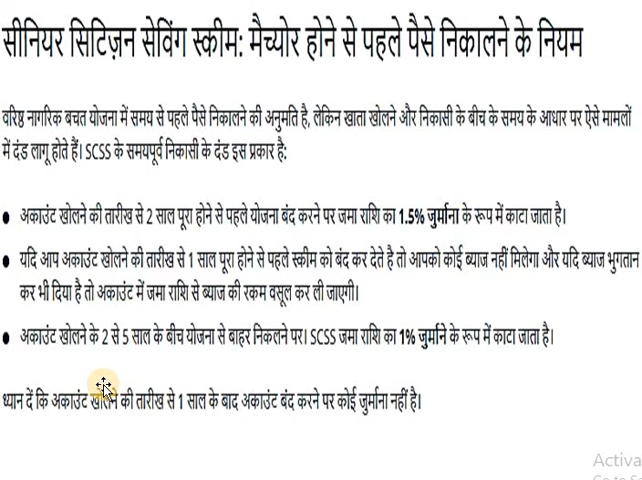 सीनियर सिटिज़न सेविंग स्कीम: मैच्योर होने से पहले पैसे निकालने के नियम
वरिष्ठ नागरिक बचत योजना में समय से पहले पैसे निकालने की अनुमति है, लेकिन खाता खोलने और निकासी के बीच के समय के आधार पर ऐसे मामलों
में दंड लागू होते हैं। SCSS के समयपूर्व निकासी के दंड इस प्रकार है:
● अकाउंट खोलने की तारीख से 2 साल पूरा होने से पहले योजना बंद करने पर जमा राशि का 1.5% जुर्माना के रूप में काटा जाता है।
● यदि आप अकाउंट खोलने की तारीख से 1 साल पूरा होने से पहले स्कीम को बंद कर देते है तो आपको कोई ब्याज नहीं मिलेगा और यदि ब्याज भुगतान
कर भी दिया है तो अकाउंट में जमा राशि से ब्याज की रकम वसूल कर ली जाएगी।
● अकाउंट खोलने के 2 से 5 साल के बीच योजना से बाहर निकलने पर। SCSS जमा राशि का 1% जुर्माने के रूप में काटा जाता है।
ध्यान दें कि अकाउंट खोलने की तारीख से 1 साल के बाद अकाउंट बंद करने पर कोई जुर्माना नहीं है।
Activa